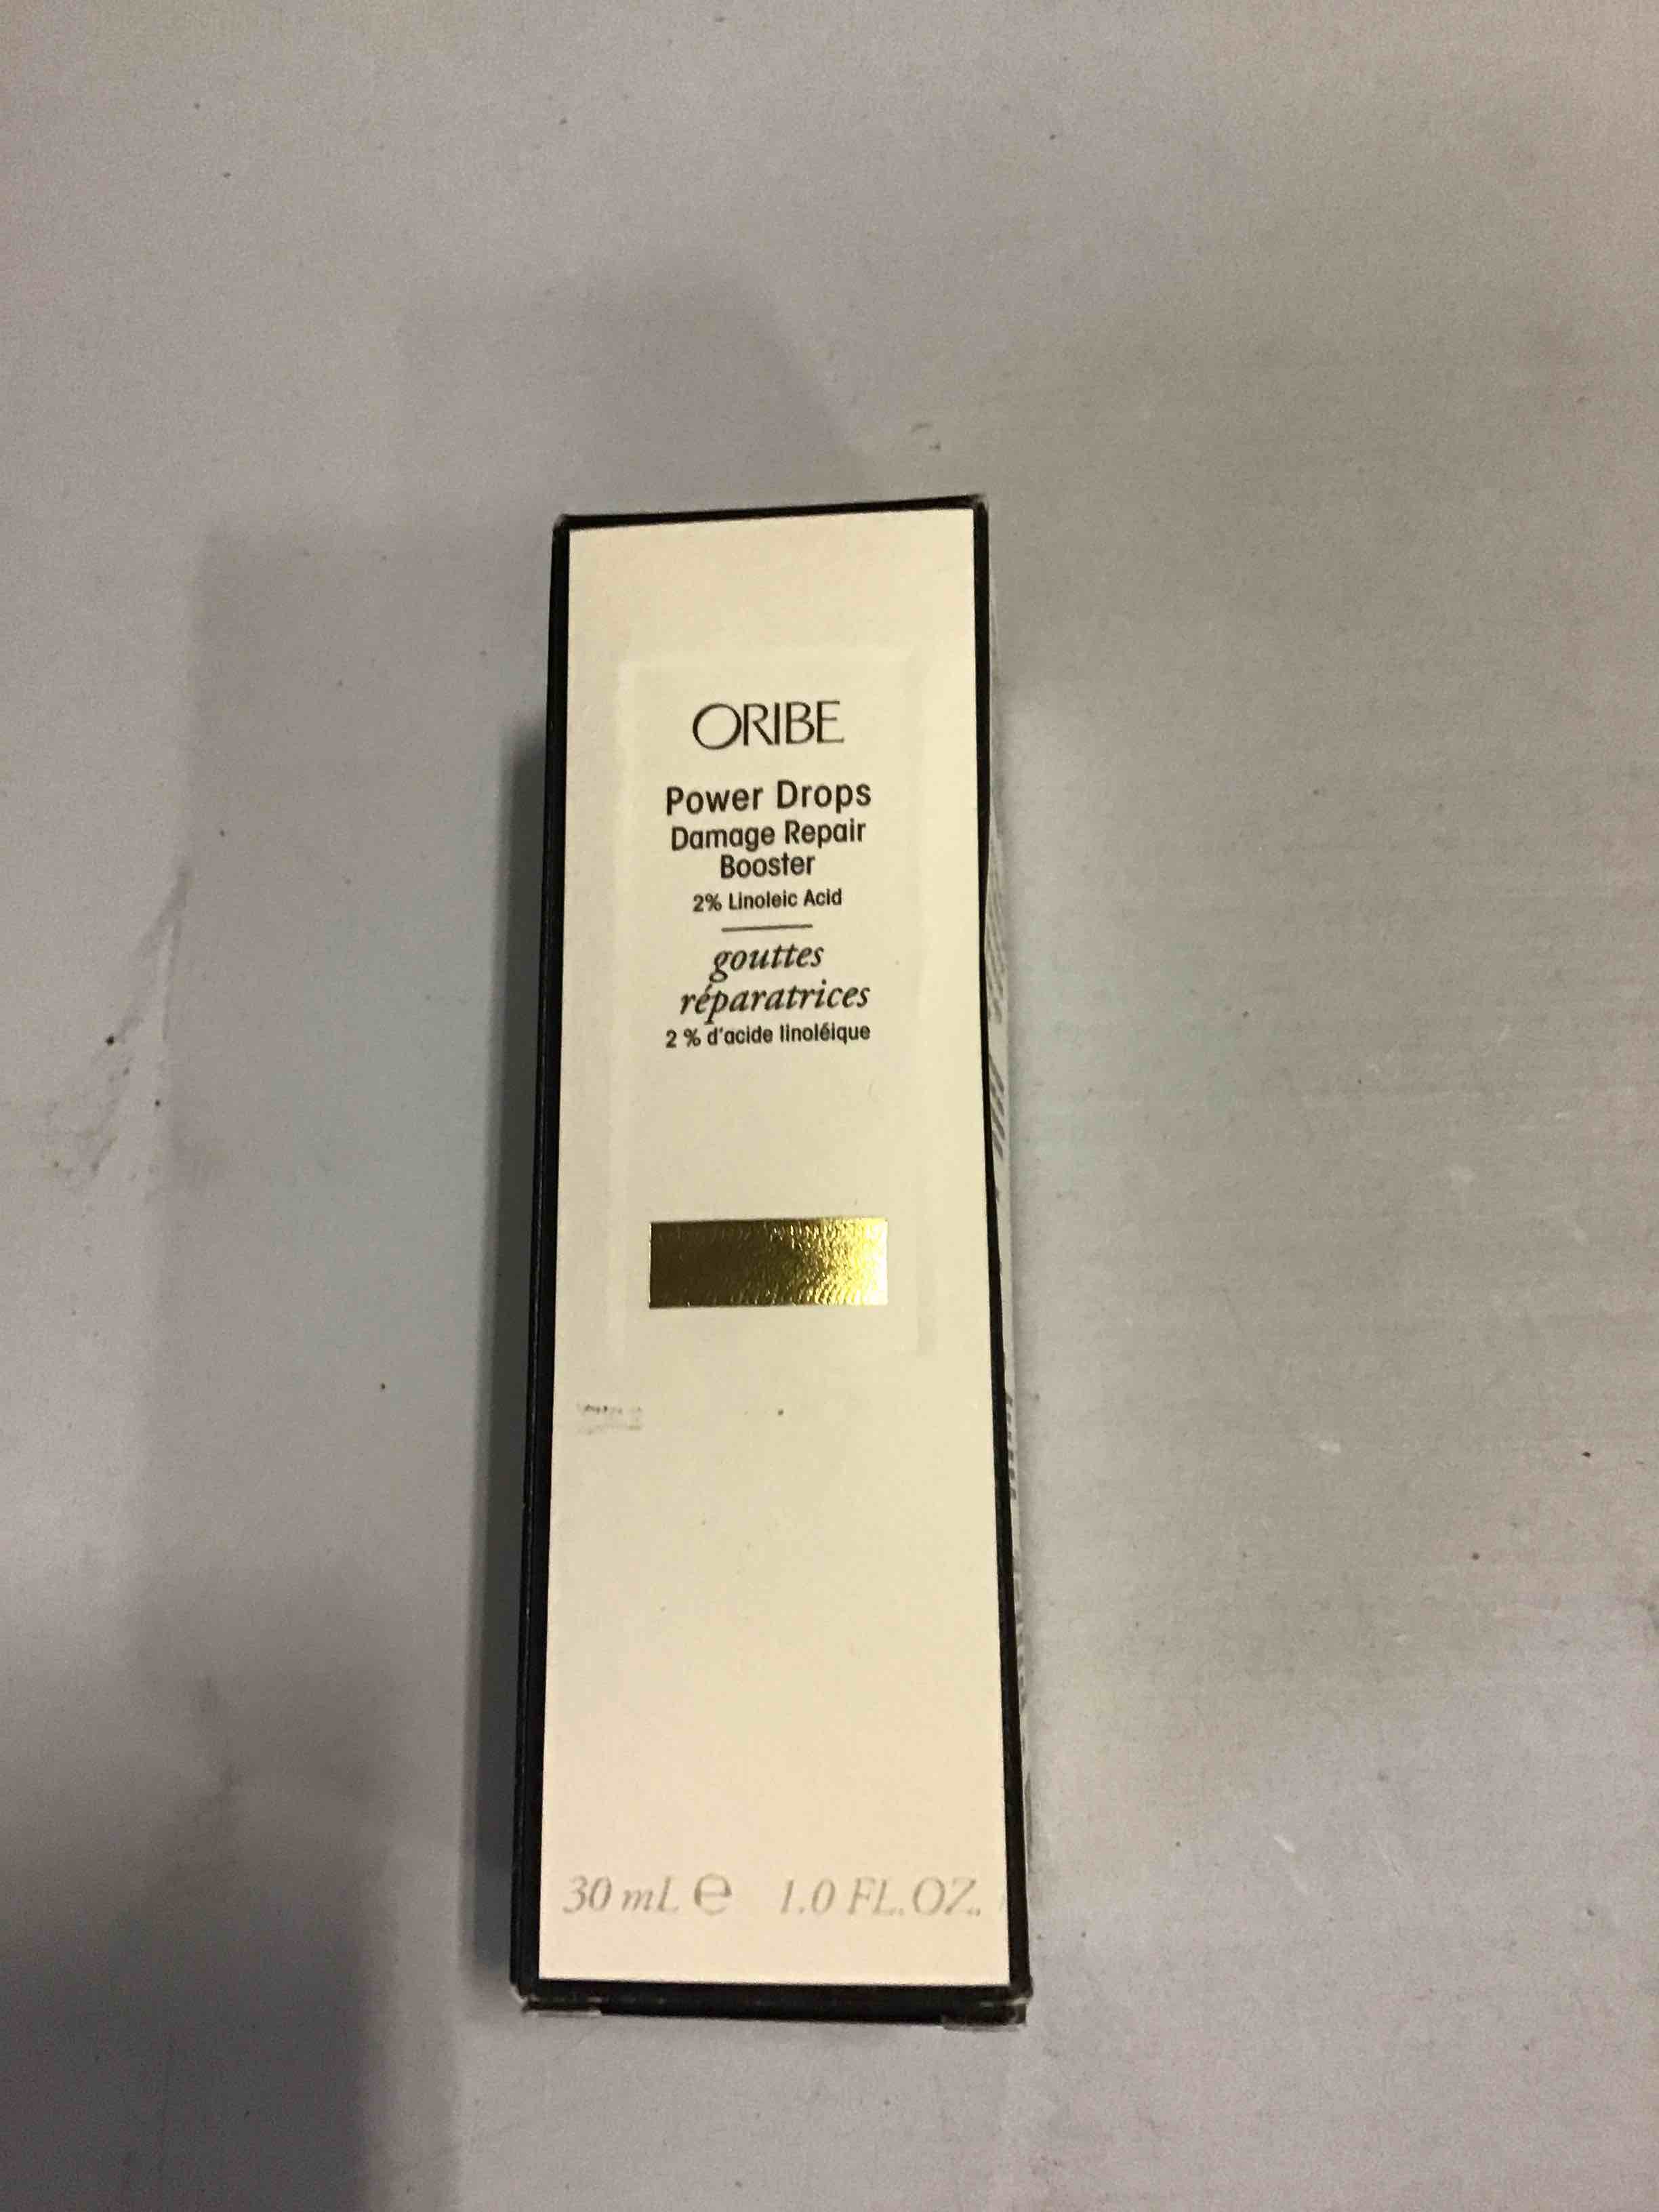 ORIBE
Power Drops
Damage Repair
Booster
2% Linoleic Acid
gouttes
réparatrices
2 % d'acide linoléique
30 mL ℮ 1.0 FL.OZ.